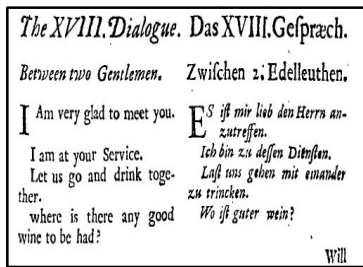 The XVIII. Dialogue.
Between two Gentlemen.
I Am very glad to meet you.
I am at your Service.
Let us go and drink toge-
ther.
where is there any good
wine to be had?
Das XVIII. Geſpræch.
Zwiſchen 2. Edelleuthen.
ES iſt mir lieb den Herrn an-
zutreffen.
Ich bin zu deſſen Dienſten.
Laſt uns gehen mit einander
zu trincken.
Wo iſt guter wein?
Will